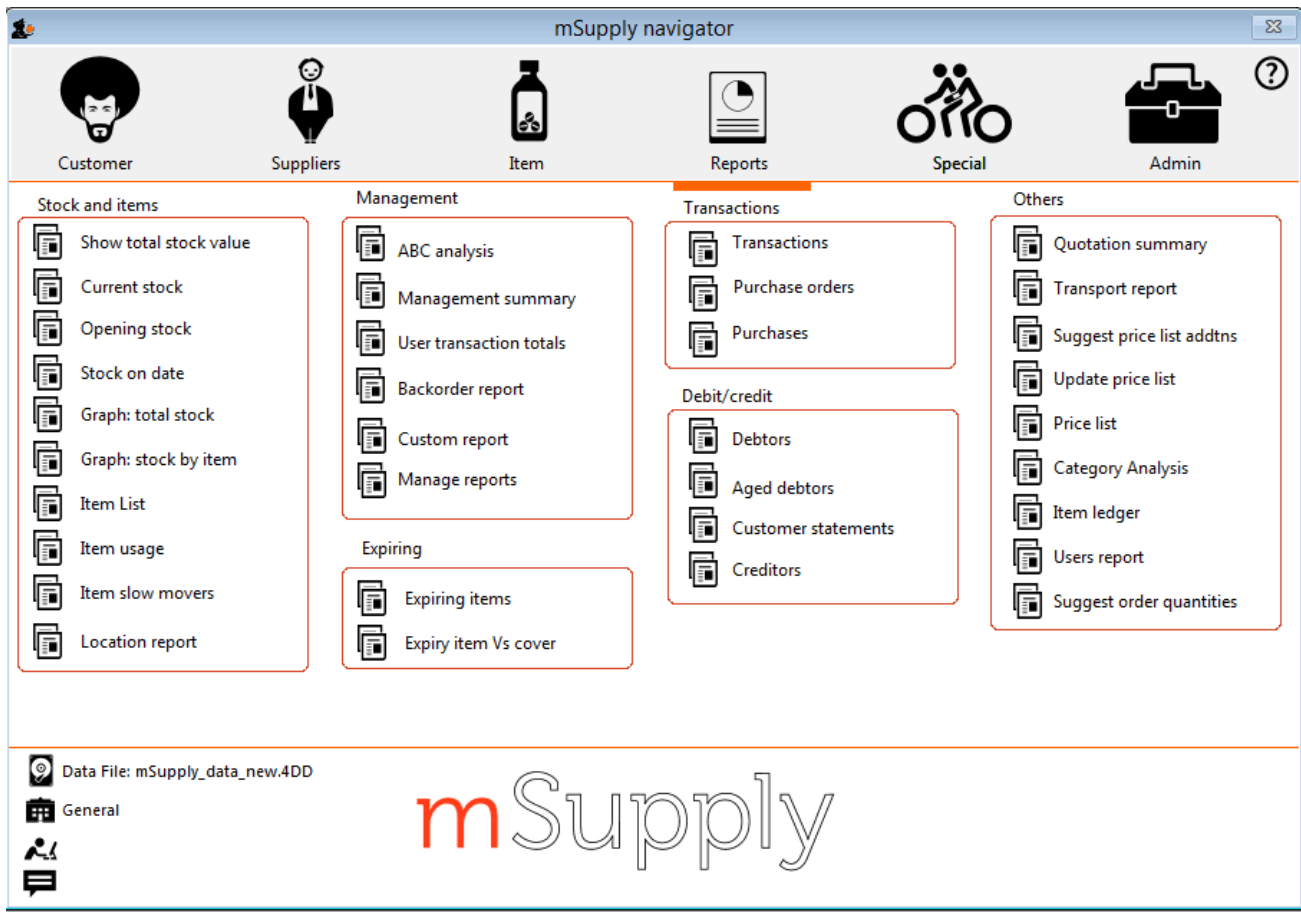 mSupply navigator
?
Customer
Suppliers
Item
Reports
Special
Admin
Stock and items
Show total stock value
Current stock
Opening stock
Stock on date
Graph: total stock
Graph: stock by item
Item List
Item usage
Item slow movers
Location report
Management
ABC analysis
Management summary
User transaction totals
Backorder report
Custom report
Manage reports
Expiring
Expiring items
Expiry item Vs cover
Transactions
Transactions
Purchase orders
Purchases
Debit/credit
Debtors
Aged debtors
Customer statements
Creditors
Others
Quotation summary
Transport report
Suggest price list addtns
Update price list
Price list
Category Analysis
Item ledger
Users report
Suggest order quantities
Data File: mSupply_data_new.4DD
General
mSupply